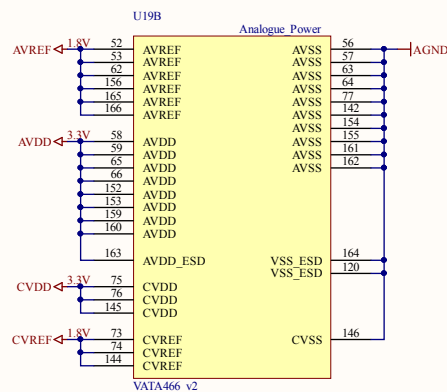 U19B
Analogue_Power
AVREF 1.8V 52 AVREF AVSS 56 AGND
53 AVREF AVSS 57
62 AVREF AVSS 63
156 AVREF AVSS 64
165 AVREF AVSS 77
166 AVREF AVSS 142
AVSS 154
AVDD 3.3V 58 AVDD AVSS 155
59 AVDD AVSS 161
65 AVDD AVSS 162
66 AVDD
152 AVDD
153 AVDD
159 AVDD
160 AVDD
163 AVDD_ESD VSS_ESD 164
VSS_ESD 120
CVDD 3.3V 75 CVDD
76 CVDD
145 CVDD
CVREF 1.8V 73 CVREF CVSS 146
74 CVREF
144 CVREF
VATA466_v2